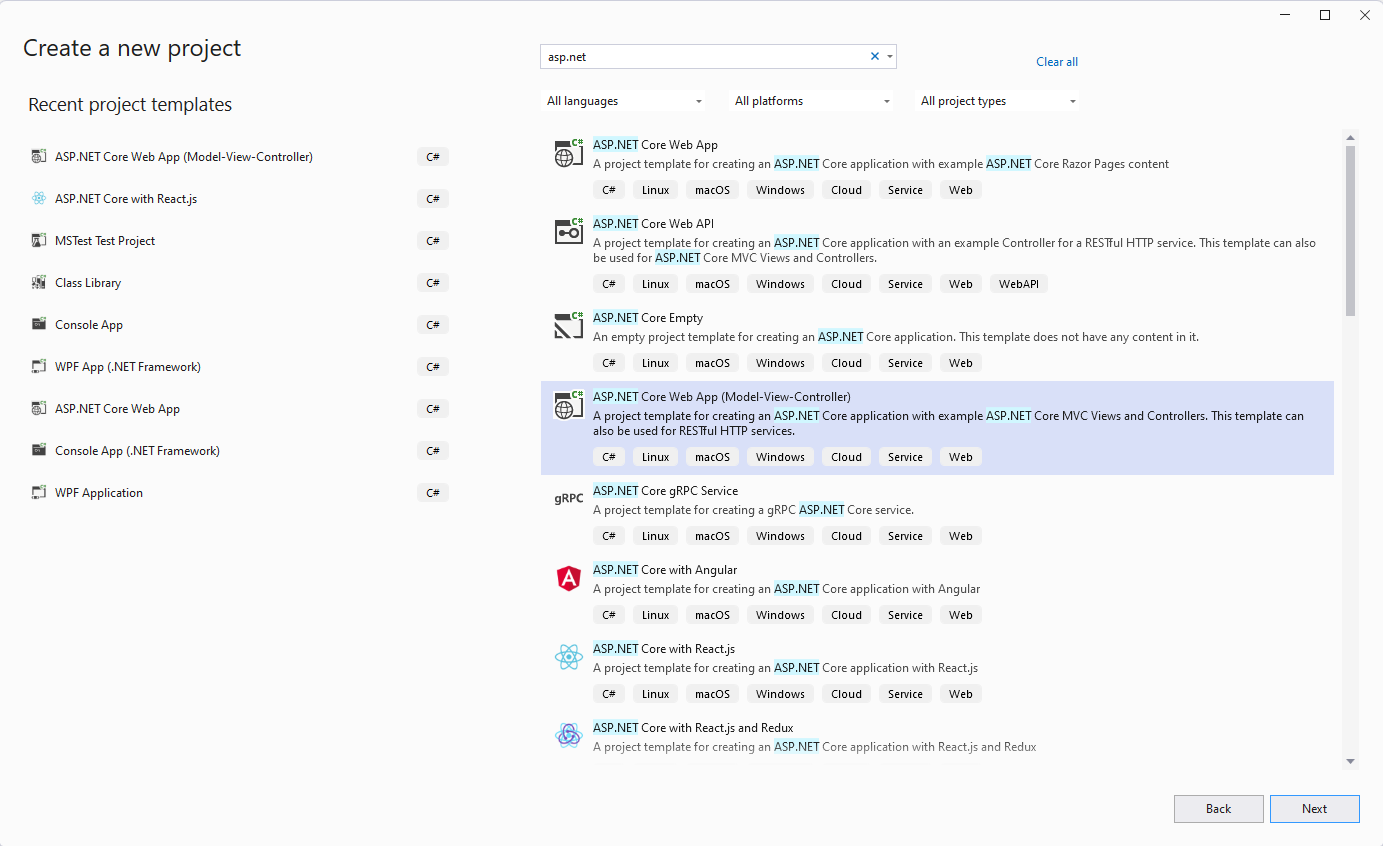 Create a new project
asp.net
Clear all
Recent project templates
All languages
All platforms
All project types
ASP.NET Core Web App (Model-View-Controller)
C#
ASP.NET Core with React.js
C#
MSTest Test Project
C#
Class Library
C#
Console App
C#
WPF App (.NET Framework)
C#
ASP.NET Core Web App
C#
Console App (.NET Framework)
C#
WPF Application
C#
C#
ASP.NET Core Web App
A project template for creating an ASP.NET Core application with example ASP.NET Core Razor Pages content
C# Linux macOS Windows Cloud Service Web
C#
ASP.NET Core Web API
A project template for creating an ASP.NET Core application with an example Controller for a RESTful HTTP service. This template can also
be used for ASP.NET Core MVC Views and Controllers.
C# Linux macOS Windows Cloud Service Web WebAPI
C#
ASP.NET Core Empty
An empty project template for creating an ASP.NET Core application. This template does not have any content in it.
C# Linux macOS Windows Cloud Service Web
C#
ASP.NET Core Web App (Model-View-Controller)
A project template for creating an ASP.NET Core application with example ASP.NET Core MVC Views and Controllers. This template can
also be used for RESTful HTTP services.
C# Linux macOS Windows Cloud Service Web
gRPC
ASP.NET Core gRPC Service
A project template for creating a gRPC ASP.NET Core service.
C# Linux macOS Windows Cloud Service Web
A
ASP.NET Core with Angular
A project template for creating an ASP.NET Core application with Angular
C# Linux macOS Windows Cloud Service Web
ASP.NET Core with React.js
A project template for creating an ASP.NET Core application with React.js
C# Linux macOS Windows Cloud Service Web
ASP.NET Core with React.js and Redux
A project template for creating an ASP.NET Core application with React.js and Redux
Back
Next